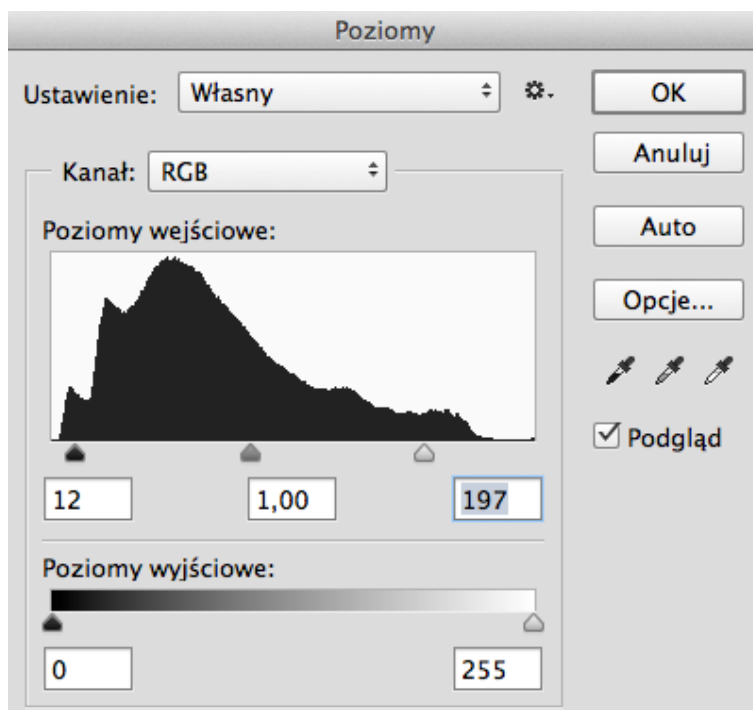 Poziomy
Ustawienie: Własny
OK
Anuluj
Kanał: RGB
Auto
Poziomy wejściowe:
Opcje...
Podgląd
12 1,00 197
Poziomy wyjściowe:
0 255